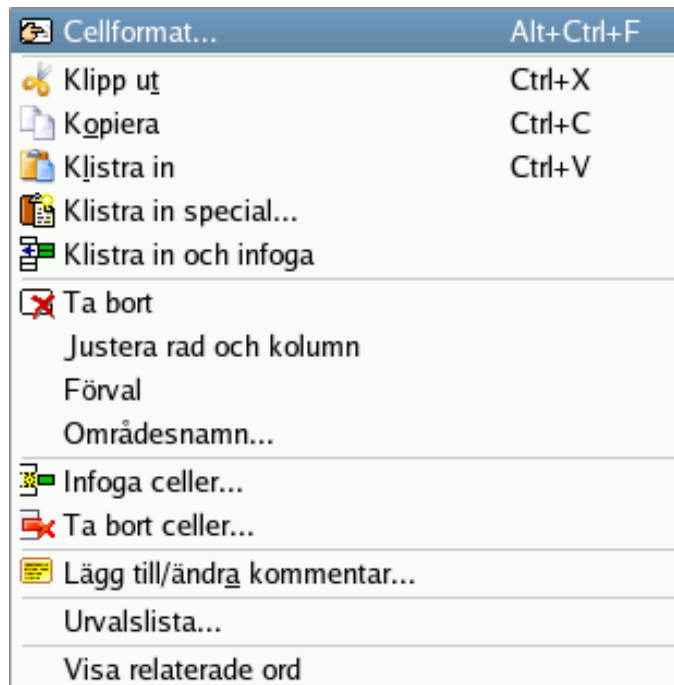 Cellformat... Alt+Ctrl+F
Klipp ut Ctrl+X
Kopiera Ctrl+C
Klistra in Ctrl+V
Klistra in special...
Klistra in och infoga
Ta bort
Justera rad och kolumn
Förval
Områdesnamn...
Infoga celler...
Ta bort celler...
Lägg till/ändra kommentar...
Urvalslista...
Visa relaterade ord